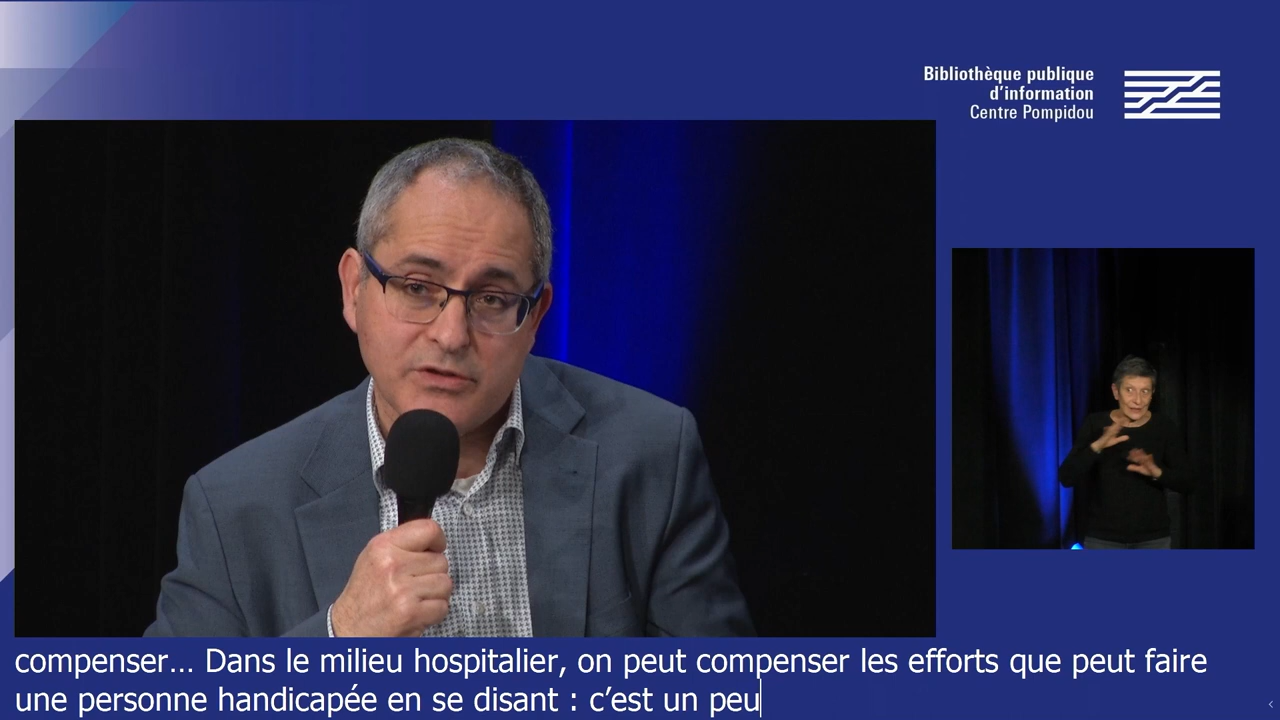 Bibliothèque publique
d’information
Centre Pompidou
compenser… Dans le milieu hospitalier, on peut compenser les efforts que peut faire
une personne handicapée en se disant : c’est un peu